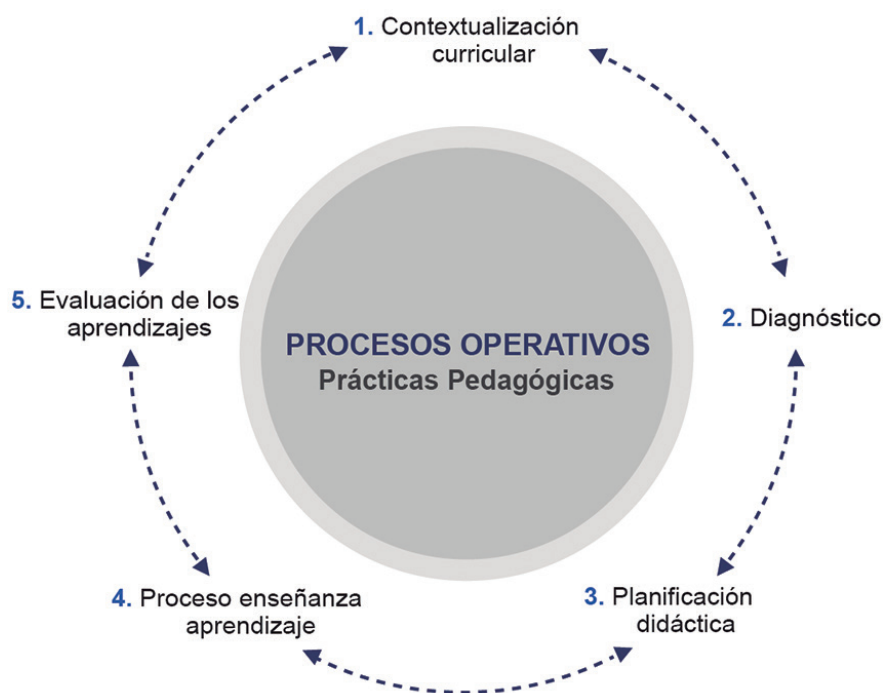 1. Contextualización
curricular
2. Diagnóstico
3. Planificación
didáctica
4. Proceso enseñanza
aprendizaje
5. Evaluación de los
aprendizajes
PROCESOS OPERATIVOS
Prácticas Pedagógicas